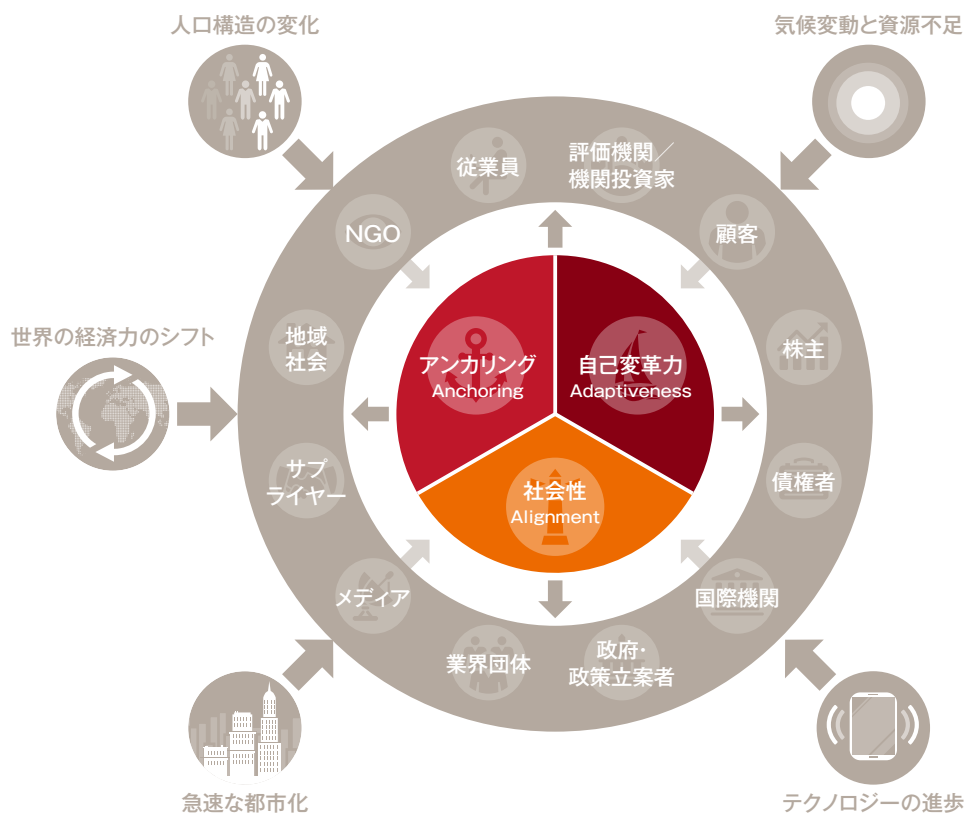 人口構造の変化
気候変動と資源不足
従業員
評価機関／
機関投資家
NGO
顧客
世界の経済力のシフト
地域
社会
株主
アンカリング
Anchoring
自己変革力
Adaptiveness
サプ
ライヤー
債権者
社会性
Alignment
メディア
国際機関
業界団体
政府・
政策立案者
急速な都市化
テクノロジーの進歩